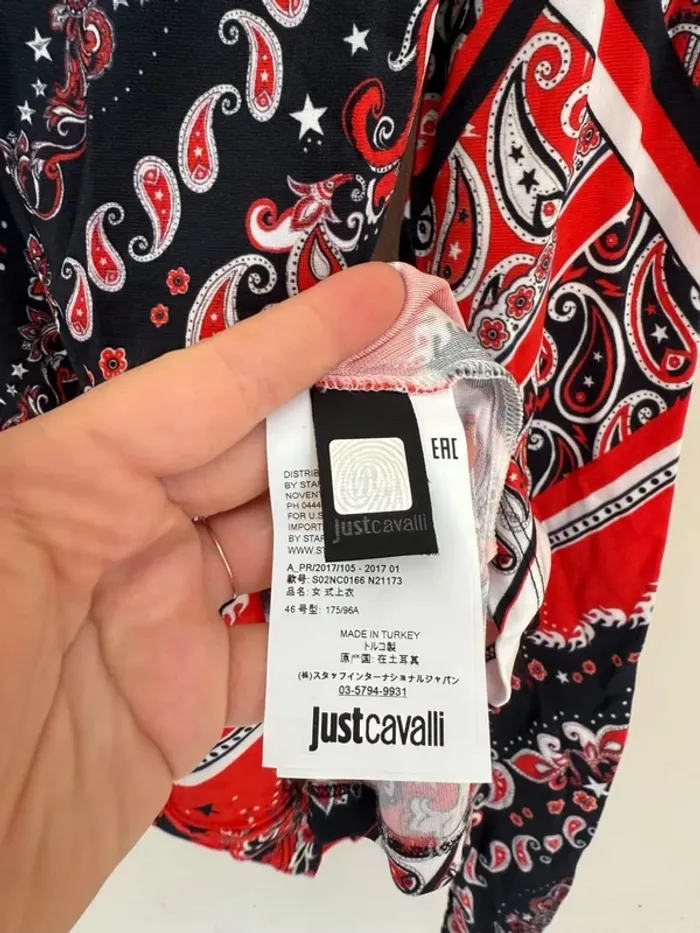 EAC
justcavalli
DISTRIB
BY STAF
NOVENT
PH 0444
FOR U.S
IMPORT
BY STAF
WWW.ST
A_PR/2017/105 - 2017 01
款号: S02NC0166 N21173
品名: 女 式上衣
46 号型: 175/96A
MADE IN TURKEY
トルコ製
原产国: 在土耳其
(株)スタッフインターナショナルジャパン
03-5794-9931
justcavalli